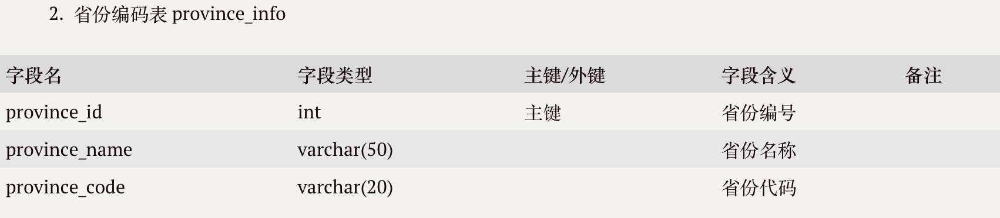 2. 省份编码表 province_info
字段名 字段类型 主键/外键 字段含义 备注
province_id int 主键 省份编号
province_name varchar(50) 省份名称
province_code varchar(20) 省份代码